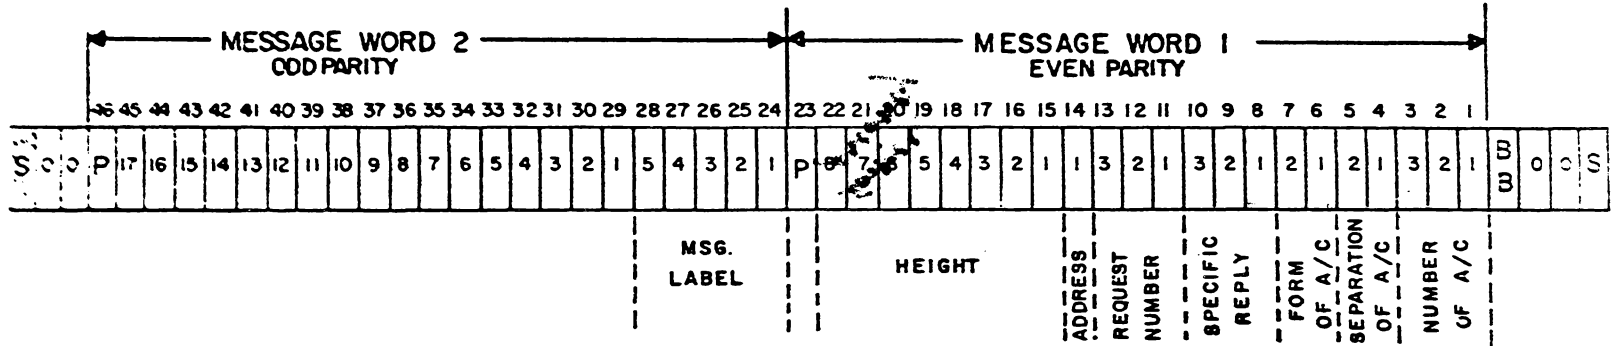 MESSAGE WORD 2 MESSAGE WORD 1
ODD PARITY EVEN PARITY
46 45 44 43 42 41 40 39 38 37 36 35 34 33 32 31 30 29 28 27 26 25 24 23 22 21 20 19 18 17 16 15 14 13 12 11 10 9 8 7 6 5 4 3 2 1
S 0 0 P 17 16 15 14 13 12 11 10 9 8 7 6 5 4 3 2 1 5 4 3 2 1 P 8 7 6 5 4 3 2 1 1 3 2 1 3 2 1 2 1 2 1 3 2 1 B B 0 0 S
MSG.
LABEL
HEIGHT
ADDRESS
REQUEST
NUMBER
SPECIFIC
REPLY
FORM
OF A/C
SEPARATION
OF A/C
NUMBER
OF A/C